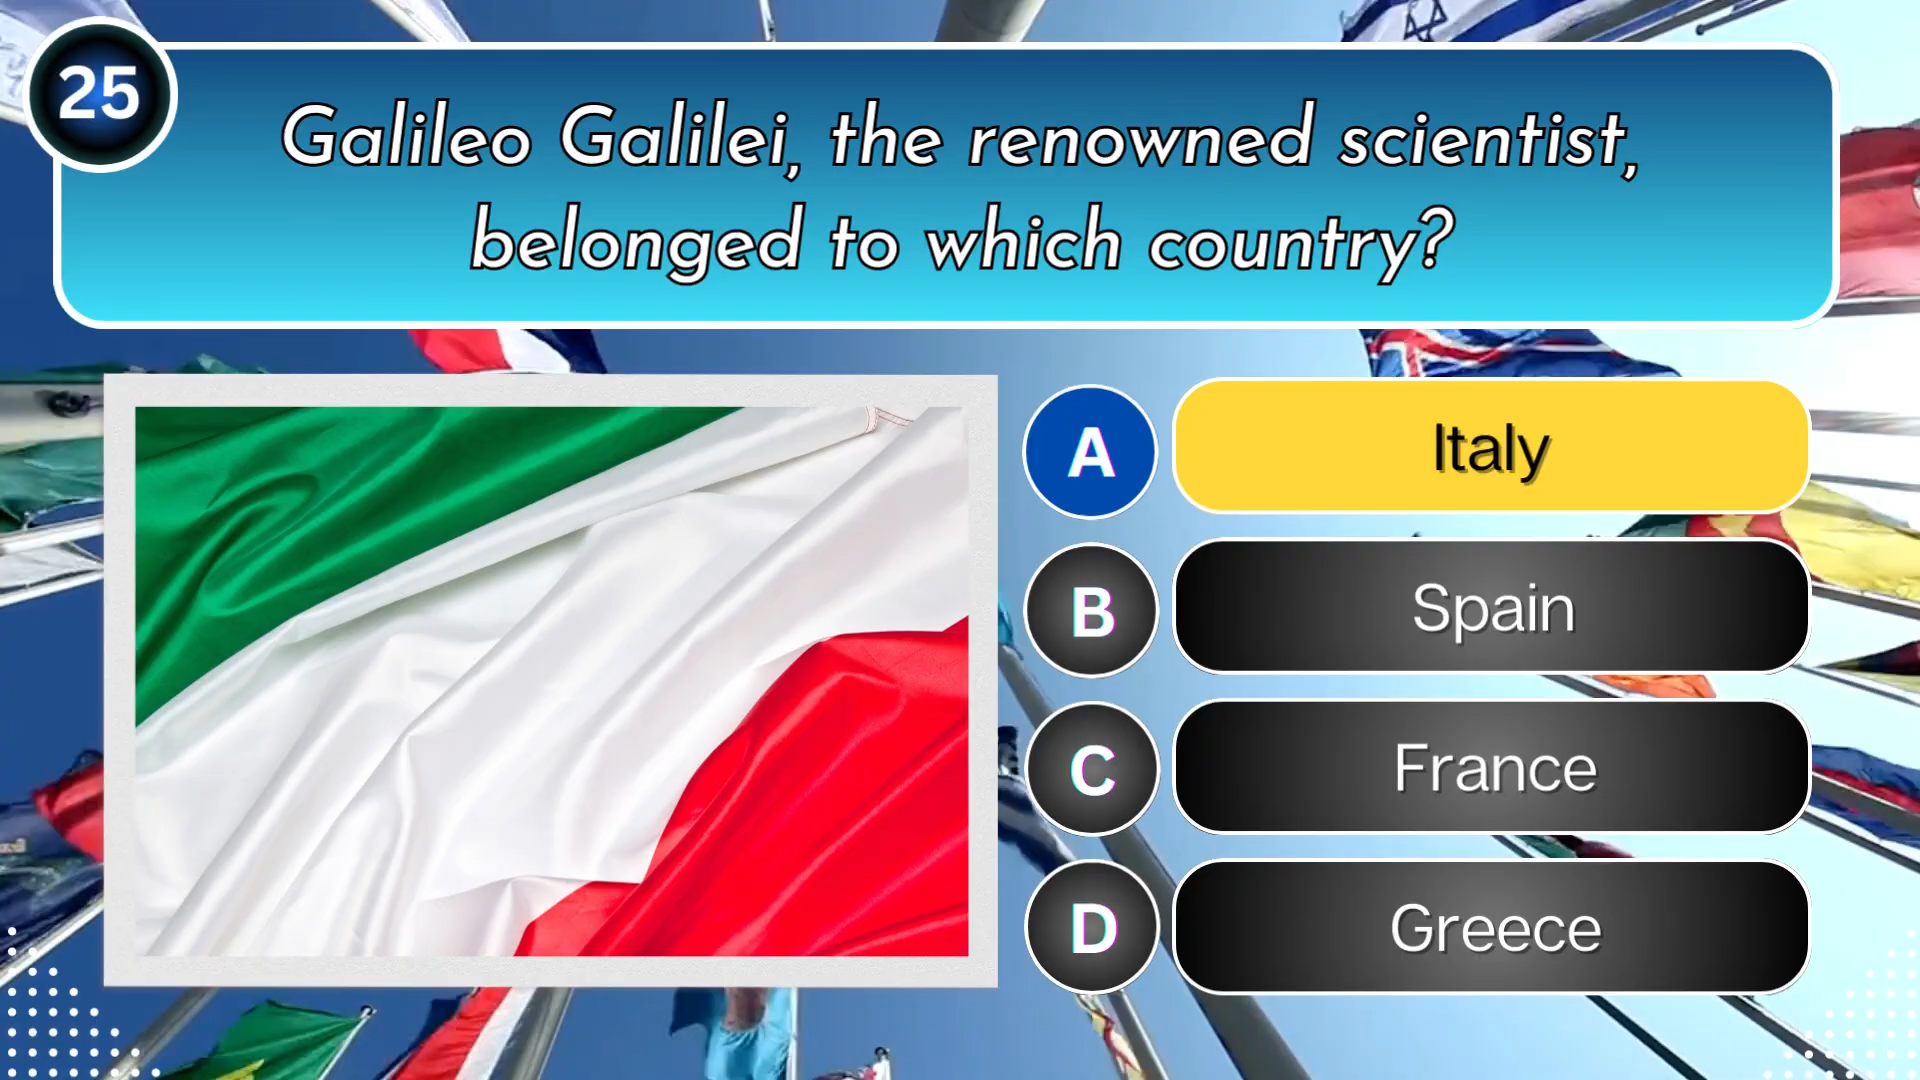 25
Galileo Galilei, the renowned scientist,
belonged to which country?
A
Italy
B
Spain
C
France
D
Greece